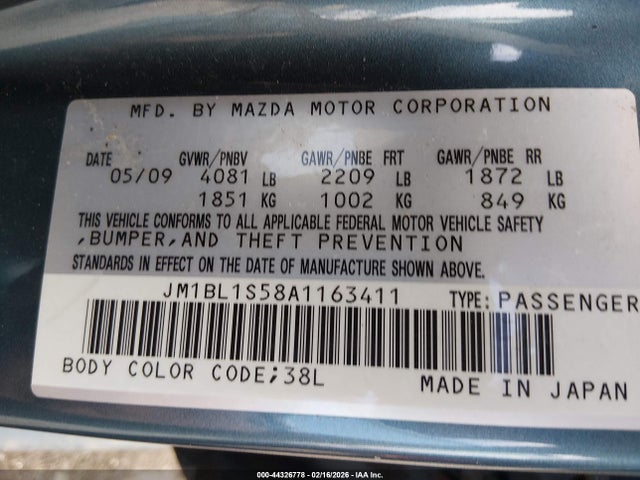 MFD. BY MAZDA MOTOR CORPORATION
DATE GVWR/PNBV GAWR/PNBE FRT GAWR/PNBE RR
05/09 4081 LB 2209 LB 1872 LB
1851 KG 1002 KG 849 KG
THIS VEHICLE CONFORMS TO ALL APPLICABLE FEDERAL MOTOR VEHICLE SAFETY
,BUMPER,AND THEFT PREVENTION
STANDARDS IN EFFECT ON THE DATE OF MANUFACTURE SHOWN ABOVE.
JM1BL1S58A1163411 TYPE: PASSENGER
BODY COLOR CODE;38L MADE IN JAPAN
000-44326778 - 02/16/2026 - IAA Inc.